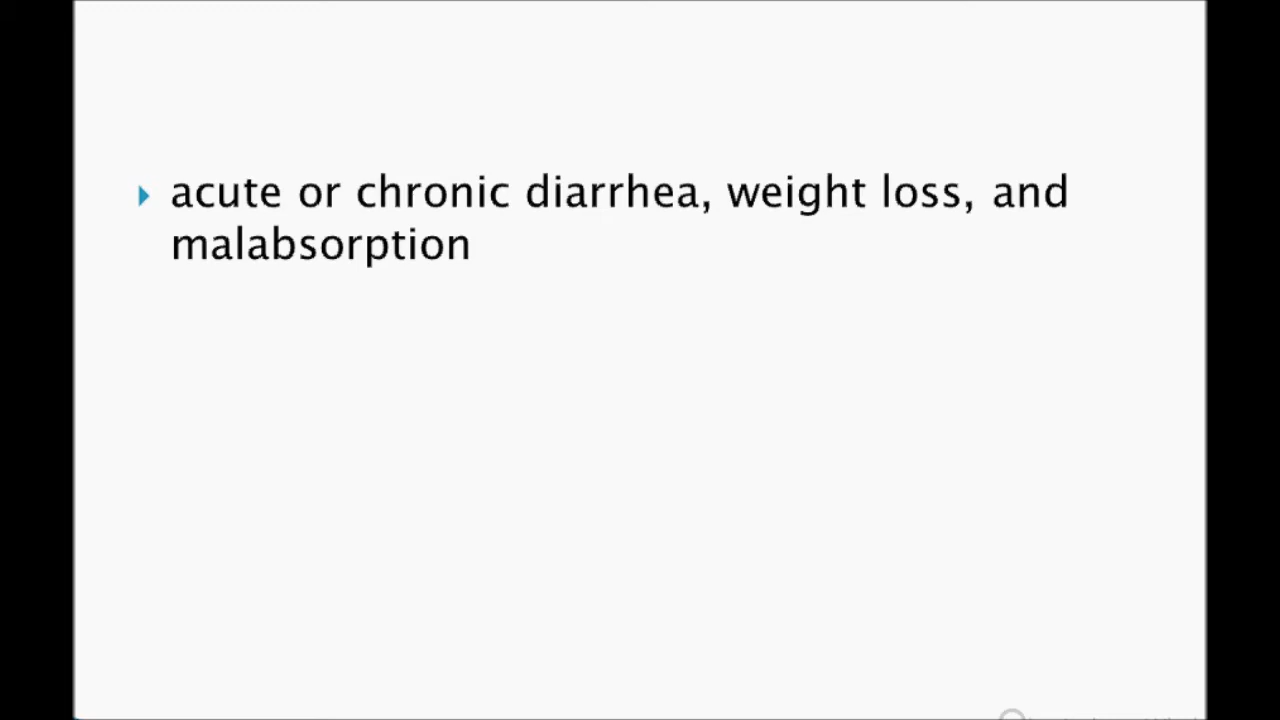 acute or chronic diarrhea, weight loss, and
malabsorption